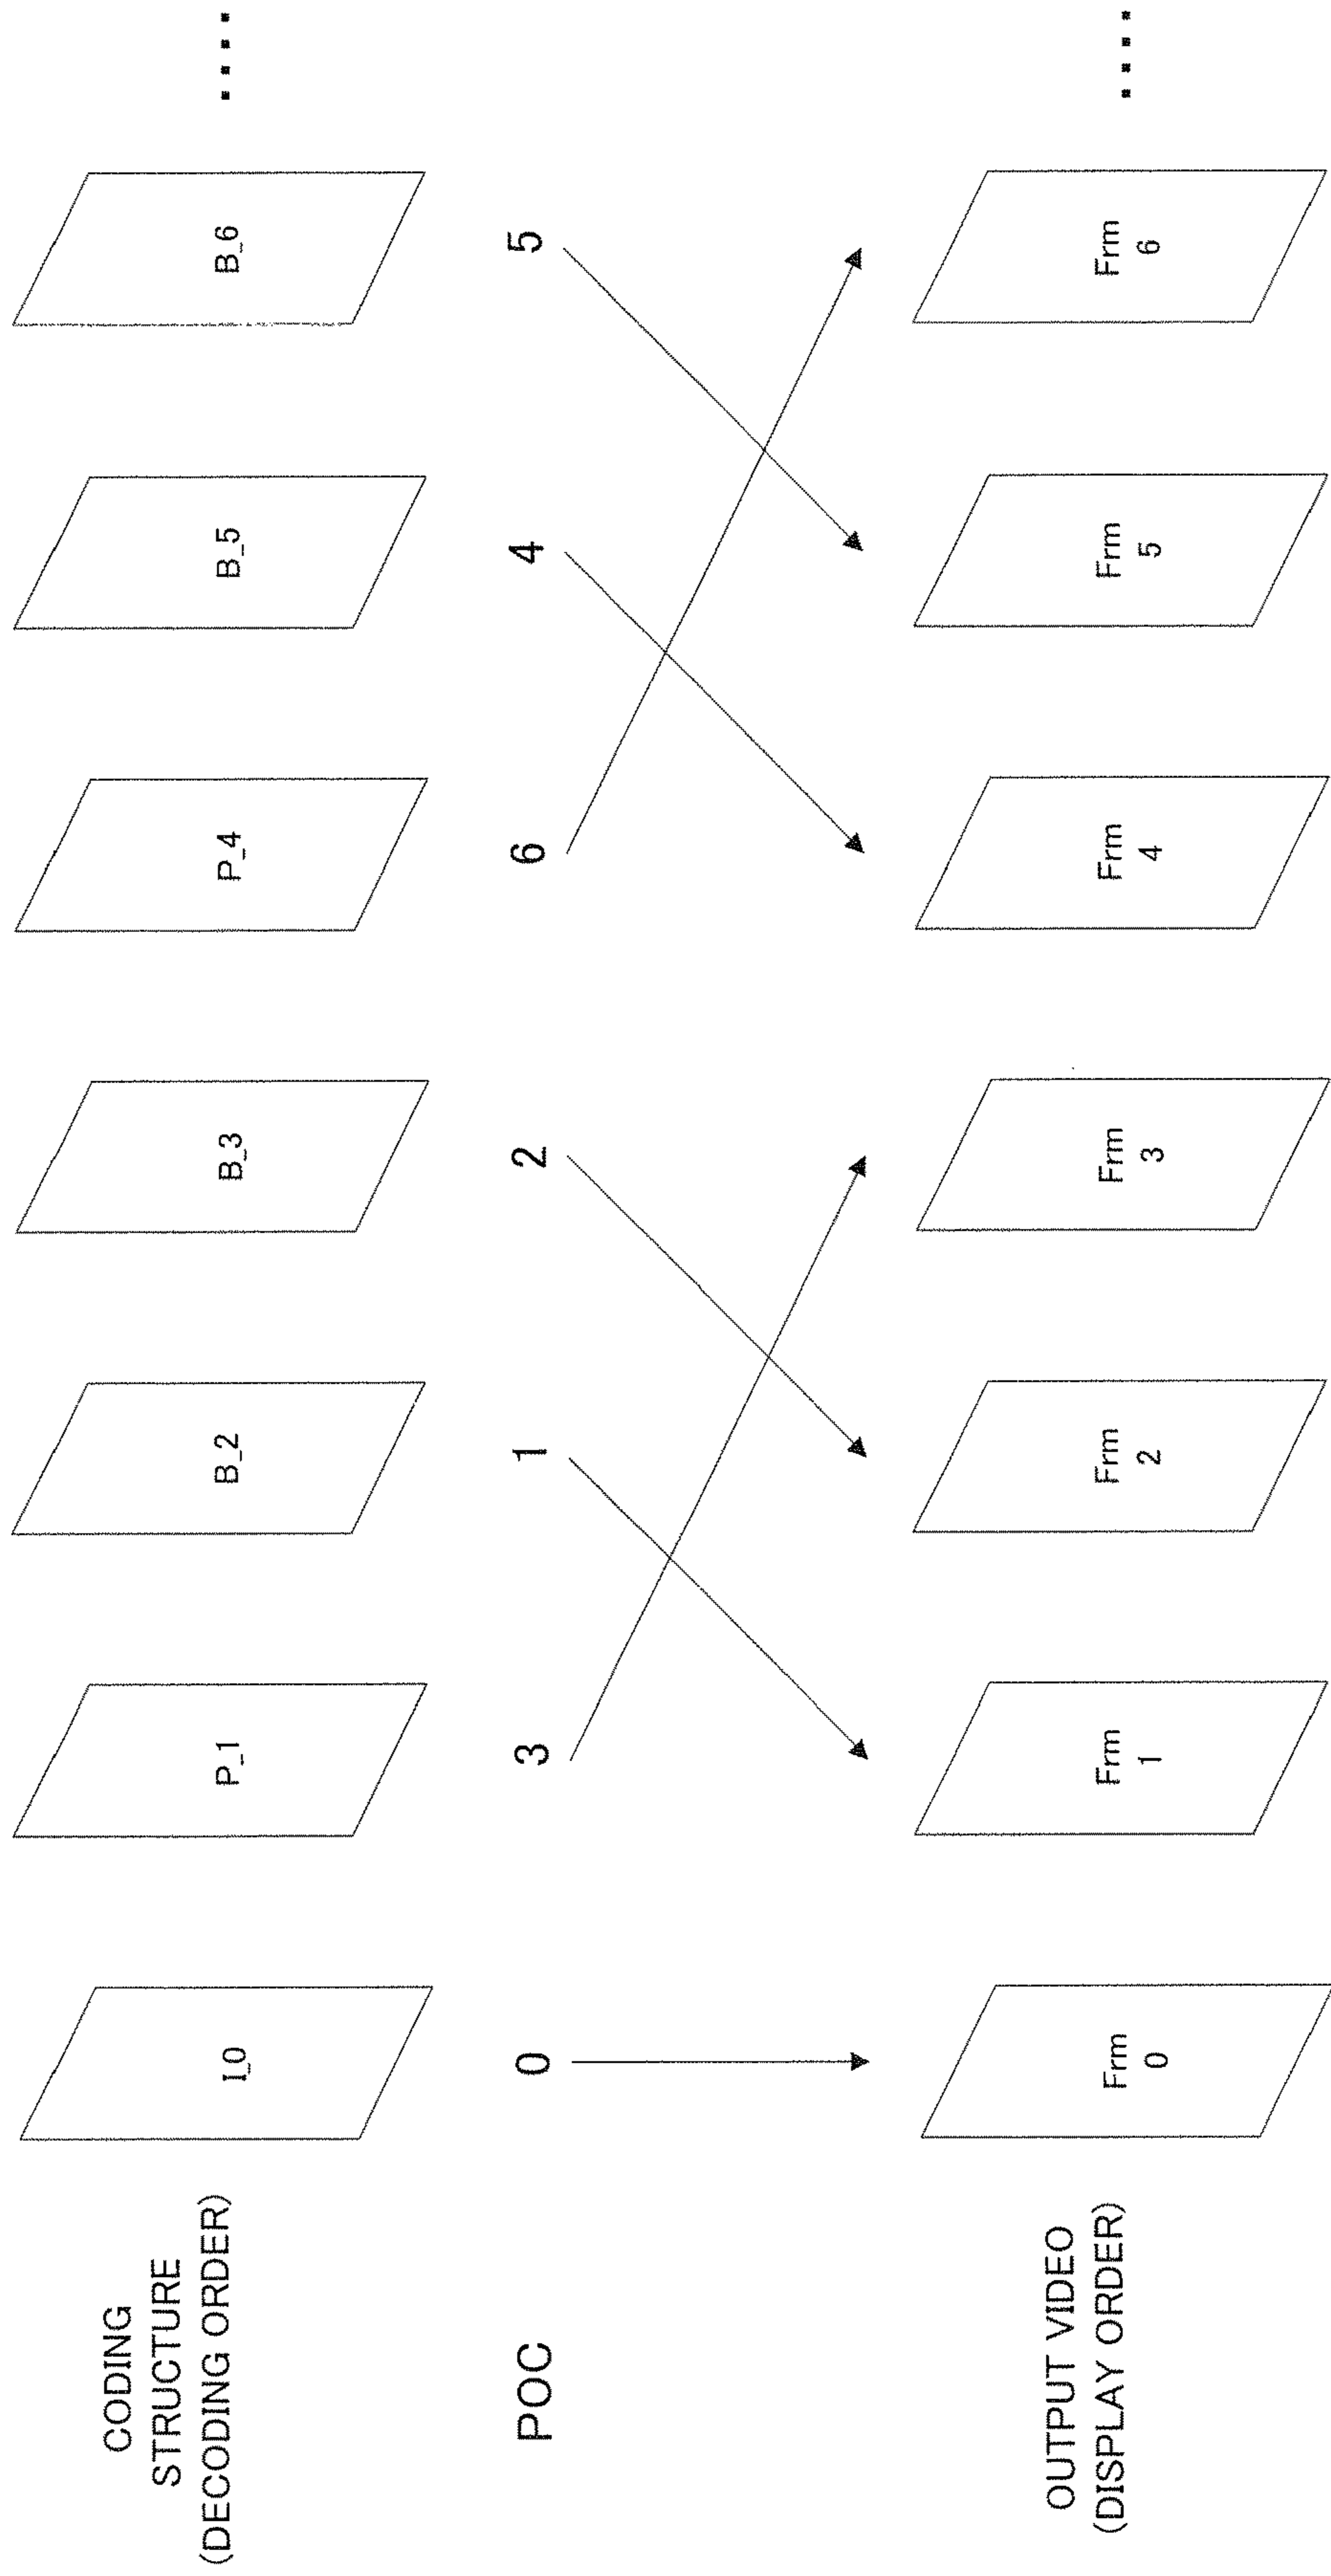 CODING
STRUCTURE
(DECODING ORDER)
I_0
P_1
B_2
B_3
P_4
B_5
B_6
POC
0
3
1
2
6
4
5
OUTPUT VIDEO
(DISPLAY ORDER)
Frm
0
Frm
1
Frm
2
Frm
3
Frm
4
Frm
5
Frm
6